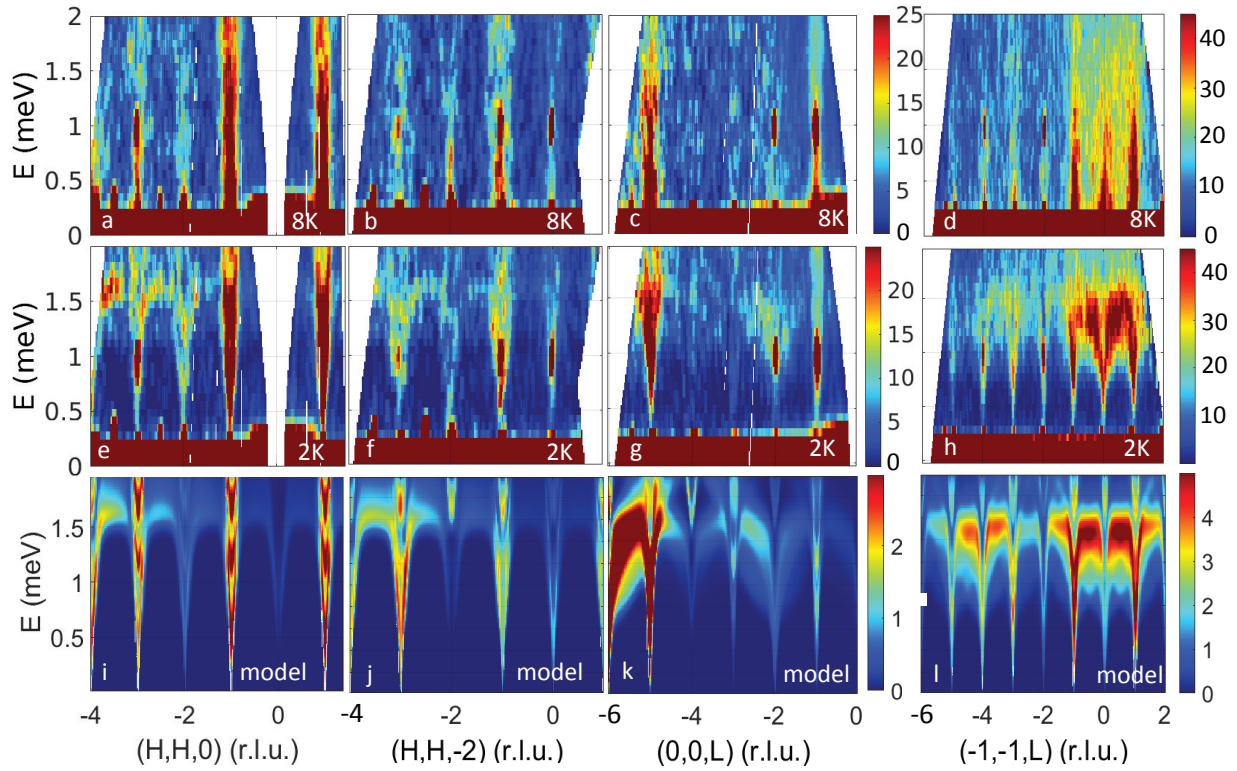 2
1.5
1
0.5
0
E (meV)
a
8K
b
8K
c
8K
25
20
15
10
5
0
d
8K
40
30
20
10
0
1.5
1
0.5
0
E (meV)
e
2K
f
2K
g
2K
20
15
10
5
0
h
2K
40
30
20
10
1.5
1
0.5
E (meV)
i
model
j
model
k
model
2
1
0
l
model
5
4
3
2
1
0
-4 -2 0
-4 -2 0
-6 -4 -2 0
-6 -4 -2 0 2
(H,H,0) (r.l.u.)
(H,H,-2) (r.l.u.)
(0,0,L) (r.l.u.)
(-1,-1,L) (r.l.u.)